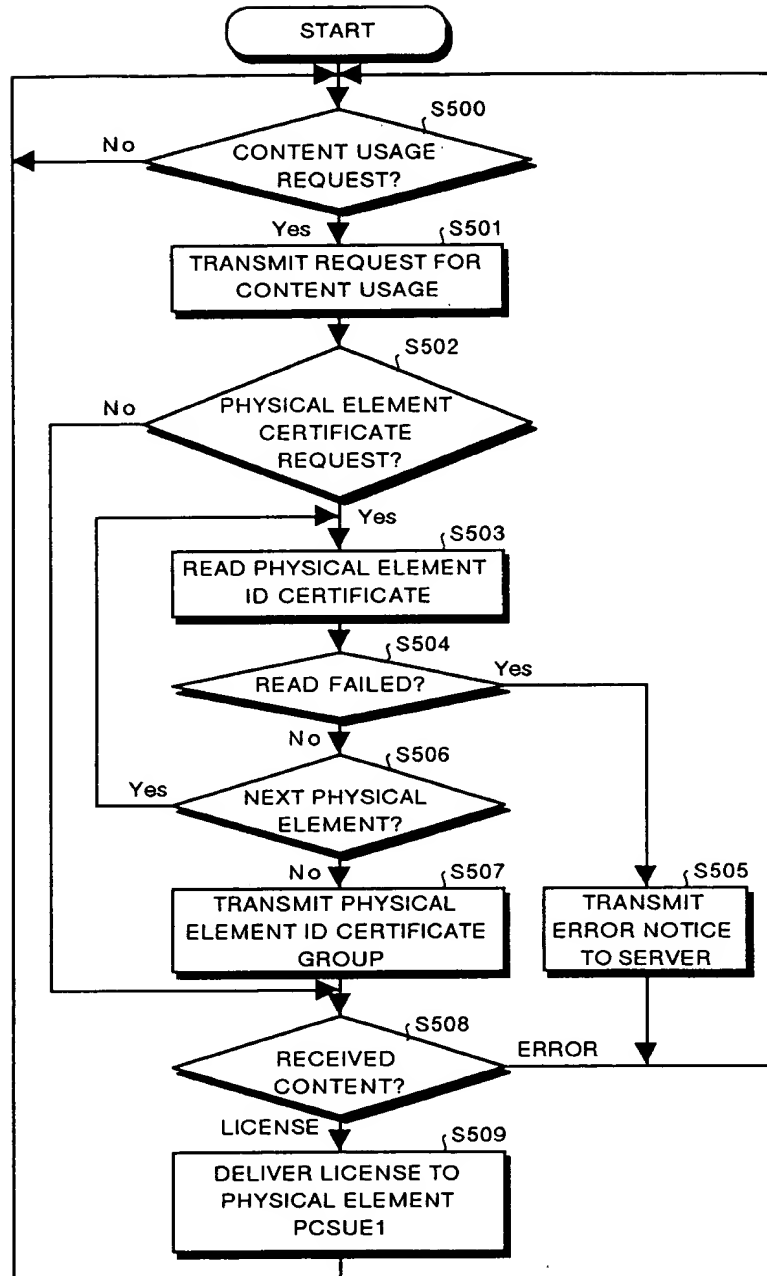 START
S500
No
CONTENT USAGE
REQUEST?
Yes
S501
TRANSMIT REQUEST FOR
CONTENT USAGE
S502
No
PHYSICAL ELEMENT
CERTIFICATE
REQUEST?
Yes
S503
READ PHYSICAL ELEMENT
ID CERTIFICATE
S504
Yes
READ FAILED?
No
S506
Yes
NEXT PHYSICAL
ELEMENT?
No
S507
TRANSMIT PHYSICAL
ELEMENT ID CERTIFICATE
GROUP
S505
TRANSMIT
ERROR NOTICE
TO SERVER
S508
ERROR
RECEIVED
CONTENT?
LICENSE
S509
DELIVER LICENSE TO
PHYSICAL ELEMENT
PCSUE1